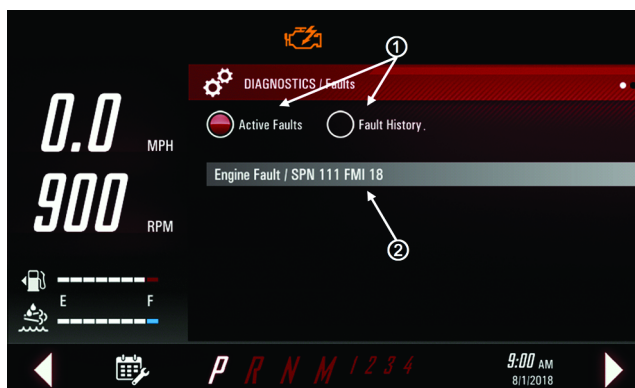 ①
DIAGNOSTICS / Faults
Active Faults
Fault History .
0.0 MPH
Engine Fault / SPN 111 FMI 18
900 RPM
②
E F
P R N M 1 2 3 4
9:00 AM
8/1/2018